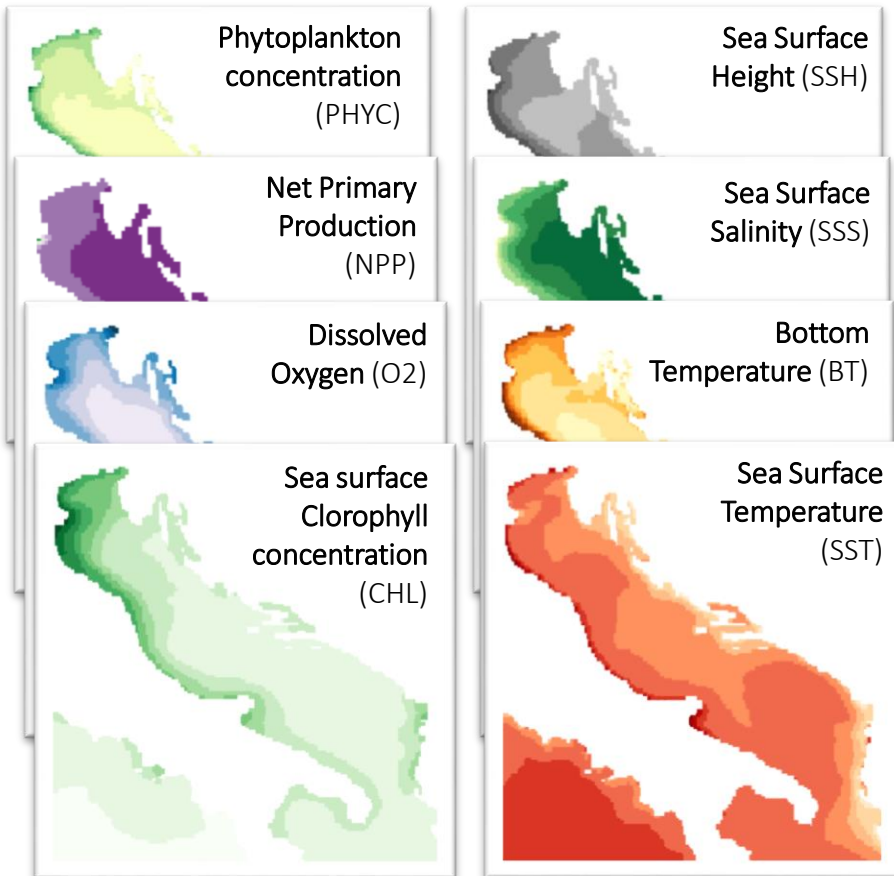 Phytoplankton
concentration
(PHYC)
Net Primary
Production
(NPP)
Dissolved
Oxygen (O2)
Sea surface
Clorophyll
concentration
(CHL)
Sea Surface
Height (SSH)
Sea Surface
Salinity (SSS)
Bottom
Temperature (BT)
Sea Surface
Temperature
(SST)